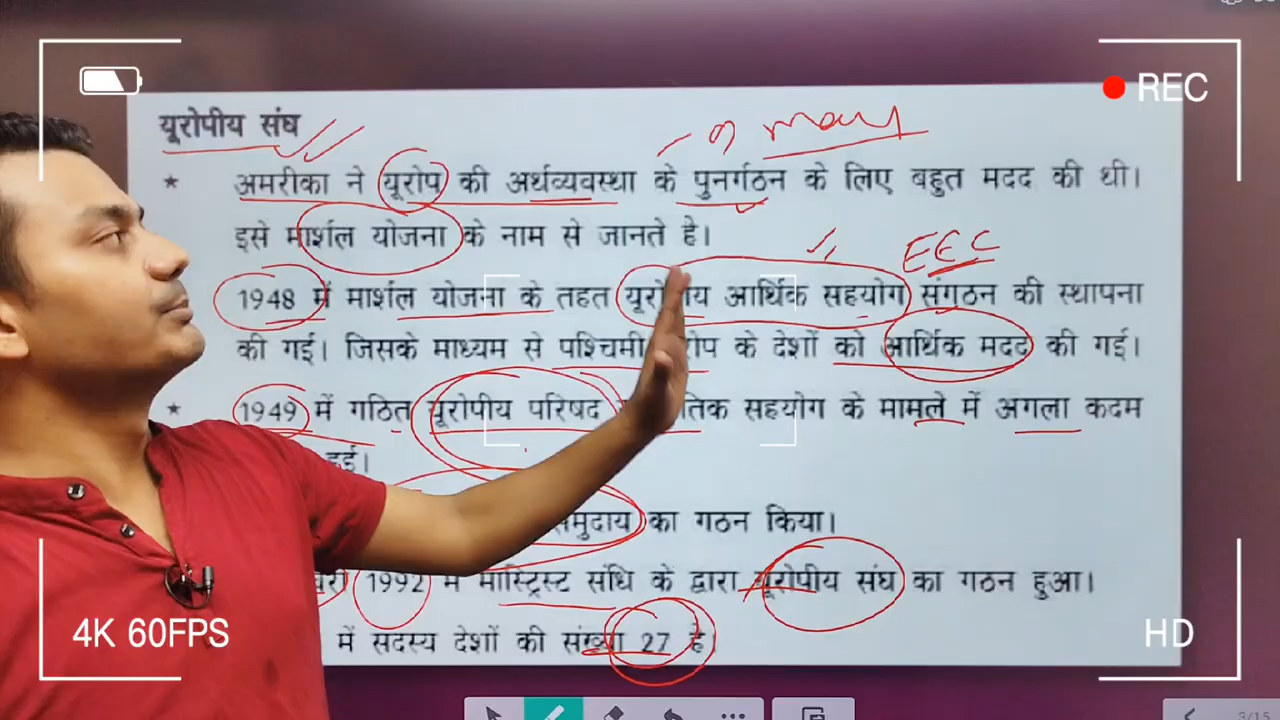 REC
यूरोपीय संघ
अमरीका ने यूरोप की अर्थव्यवस्था के पुनर्गठन के लिए बहुत मदद की थी।
इसे मार्शल योजना के नाम से जानते है।
EEC
1948 में मार्शल योजना के तहत यूरोपीय आर्थिक सहयोग संगठन की स्थापना
की गई। जिसके माध्यम से पश्चिमी के देशों को आर्थिक मदद की गई।
1949 में गठित यूरोपीय परिषद सहयोग के मामले में अगला कदम
हुई।
का गठन किया।
1992 में मास्ट्रिस्ट संधि के द्वारा यूरोपीय संघ का गठन हुआ।
में सदस्य देशों की संख्या 27 है
4K 60FPS
HD
3/15